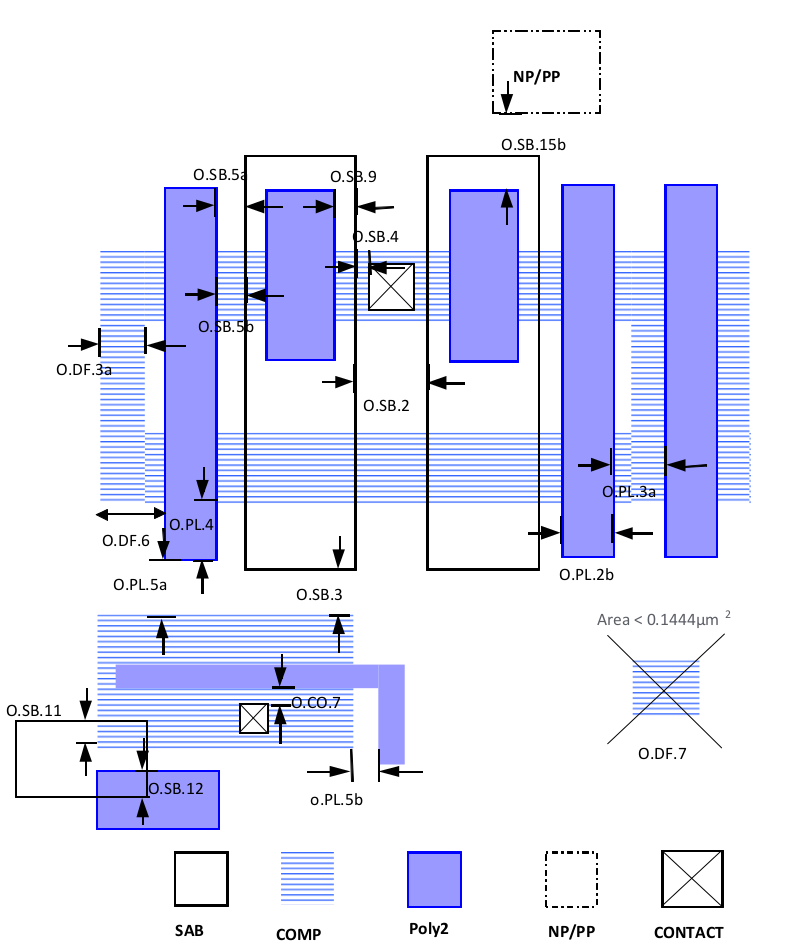 NP/PP
O.SB.15b
O.SB.5a
O.SB.9
O.SB.4
O.SB.5b
O.DF.3a
O.SB.2
O.PL.3a
O.PL.4
O.DF.6
O.PL.5a
O.PL.2b
O.SB.3
Area < 0.1444µm 2
O.SB.11
O.CO.7
O.DF.7
O.SB.12
o.PL.5b
SAB
COMP
Poly2
NP/PP
CONTACT